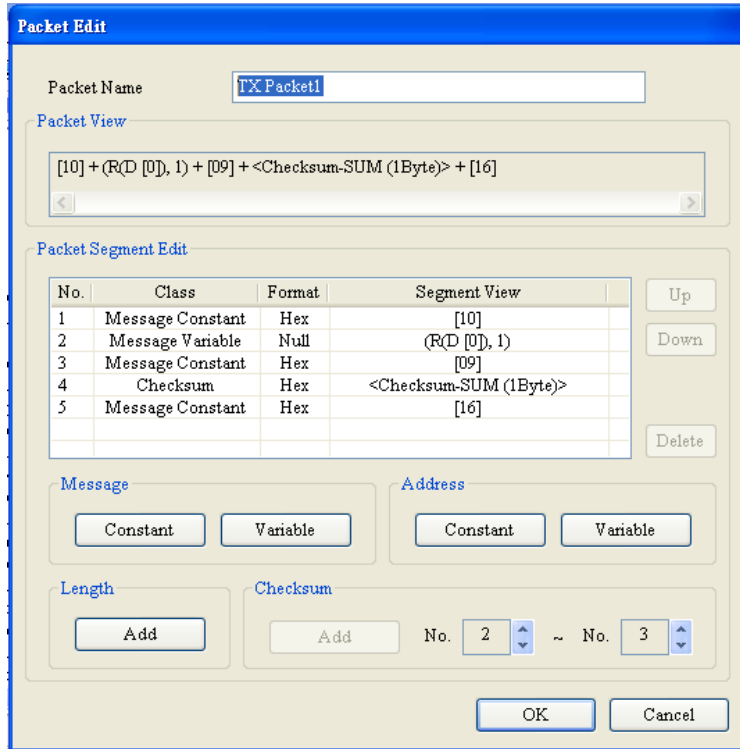 Packet Edit
Packet Name TX Packet1
Packet View
[10] + (R(D [0]), 1) + [09] + <Checksum-SUM (1Byte)> + [16]
Packet Segment Edit
No. Class Format Segment View
1 Message Constant Hex [10]
2 Message Variable Null (R(D [0]), 1)
3 Message Constant Hex [09]
4 Checksum Hex <Checksum-SUM (1Byte)>
5 Message Constant Hex [16]
Up
Down
Delete
Message
Constant Variable
Address
Constant Variable
Length
Add
Checksum
Add No. 2 ~ No. 3
OK Cancel